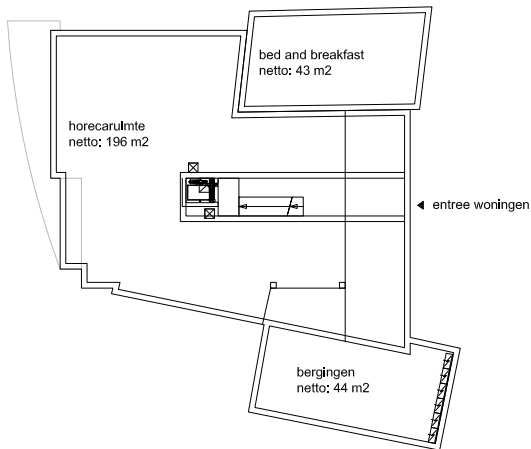 bed and breakfast
netto: 43 m2
horecaruimte
netto: 196 m2
entree woningen
bergingen
netto: 44 m2